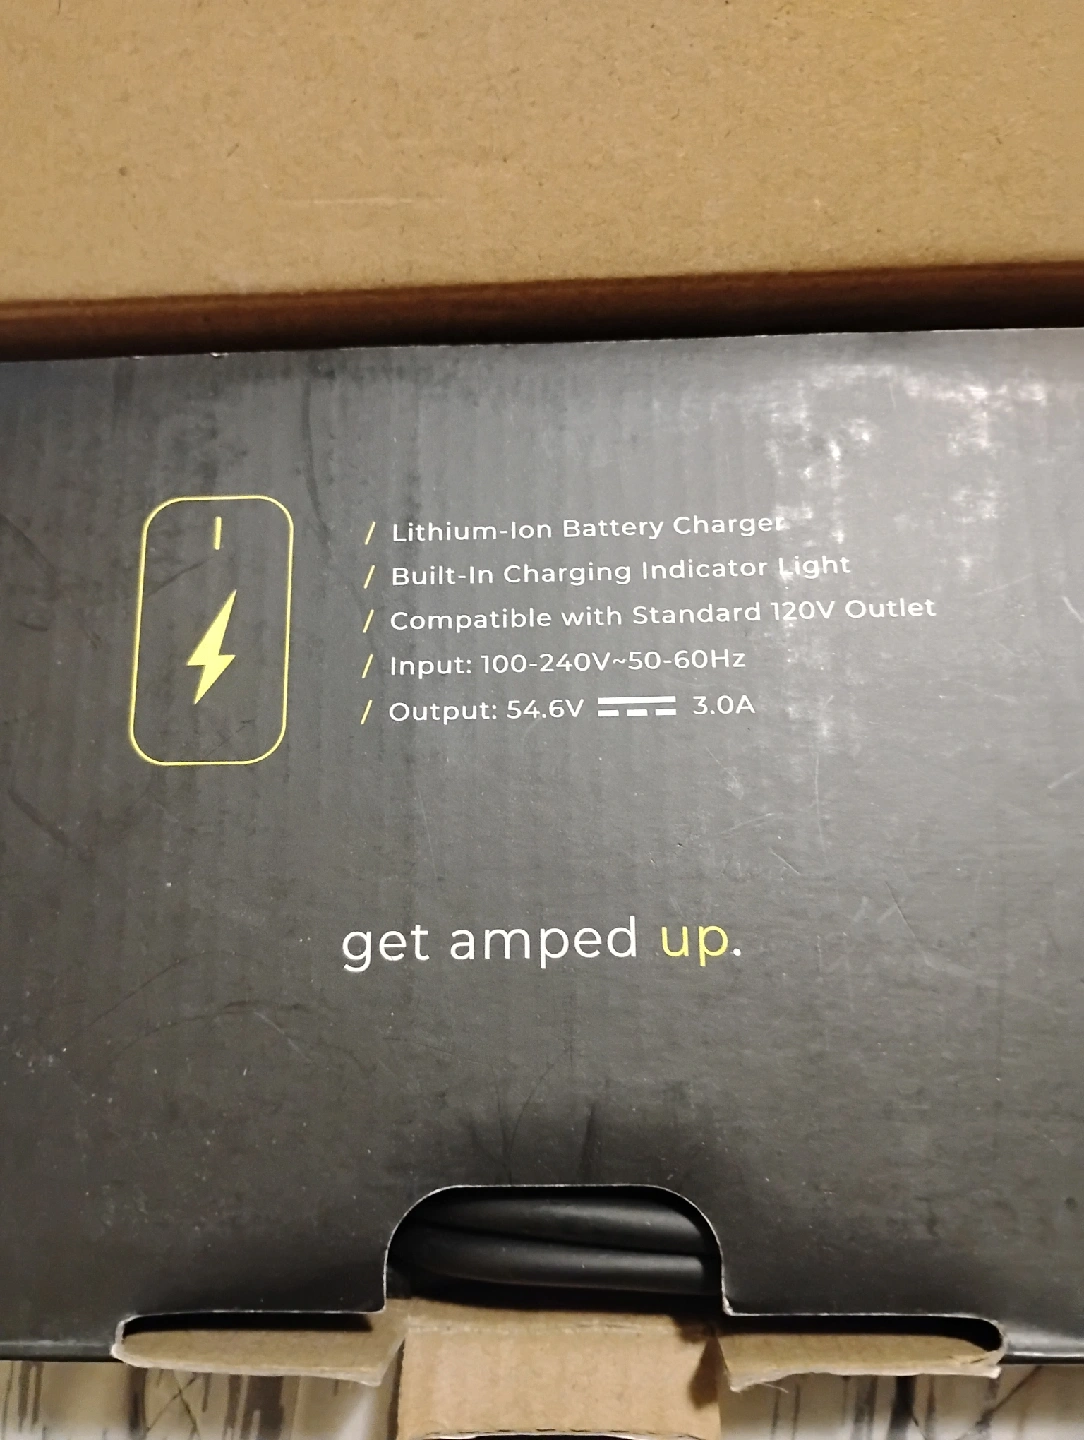 / Lithium-Ion Battery Charger
/ Built-In Charging Indicator Light
/ Compatible with Standard 120V Outlet
/ Input: 100-240V~50-60Hz
/ Output: 54.6V ⎓ 3.0A
get amped up.